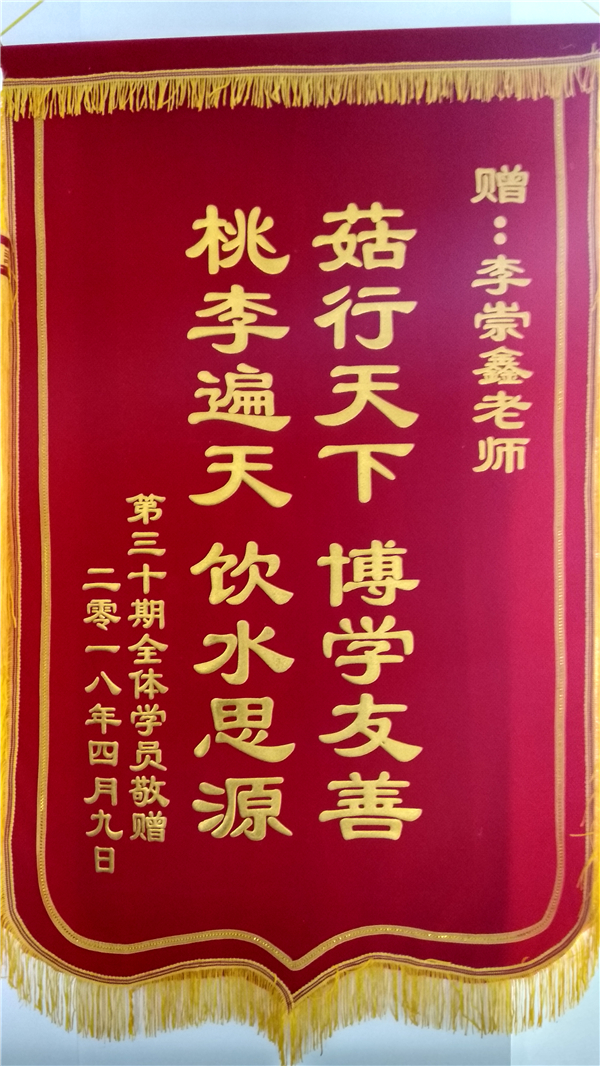 赠：李崇鑫老师
菇行天下 博学友善
桃李遍天 饮水思源
第三十期全体学员敬赠
二零一八年四月九日